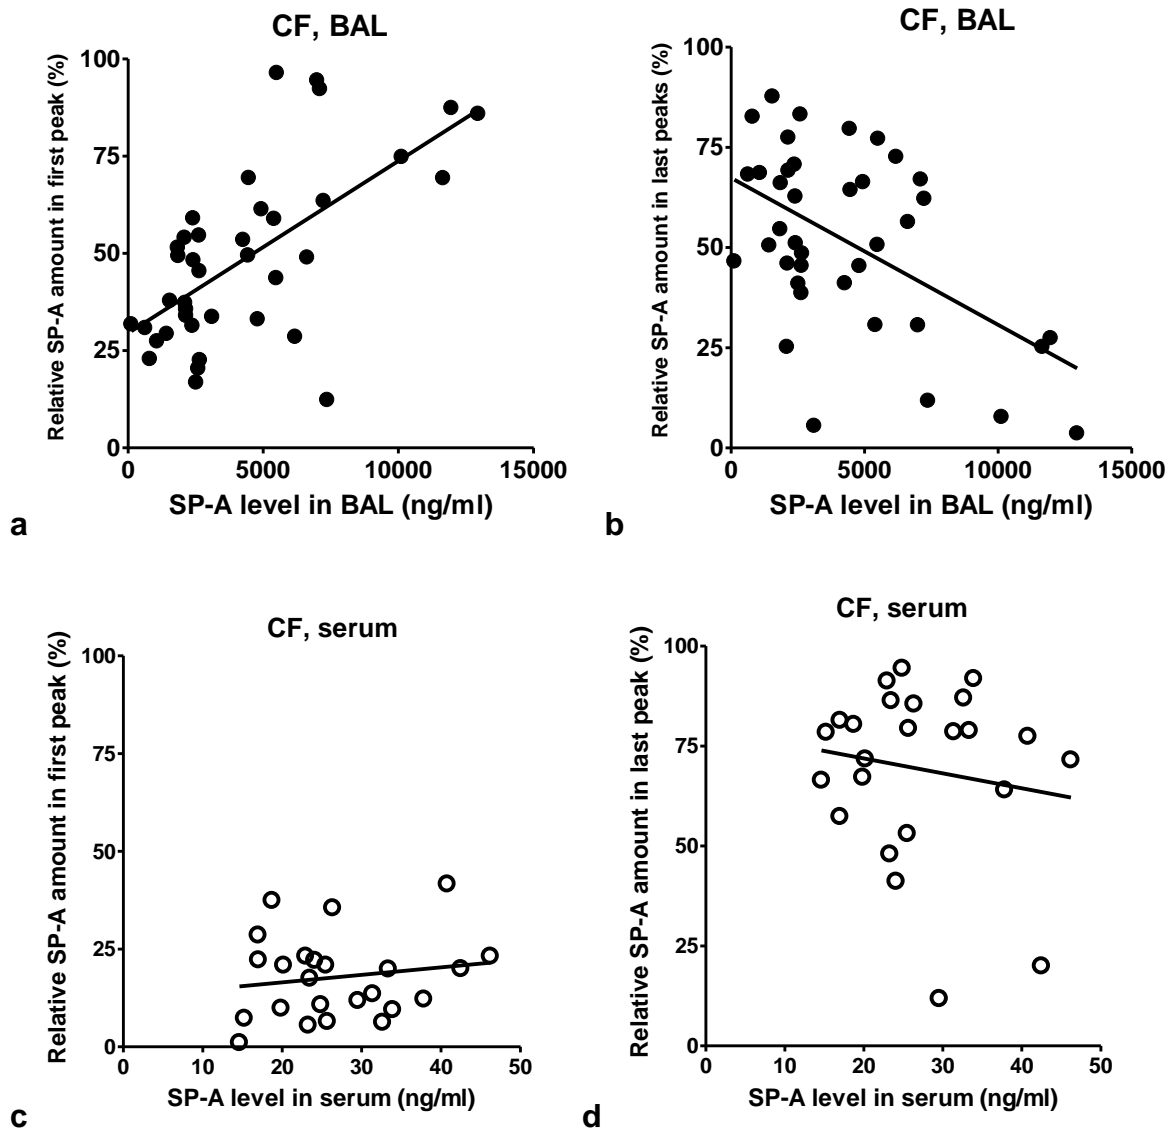 CF, BAL
Relative SP-A amount in first peak (%)
100
75
50
25
0
0 5000 10000 15000
SP-A level in BAL (ng/ml)
a
CF, BAL
Relative SP-A amount in last peaks (%)
100
75
50
25
0
0 5000 10000 15000
SP-A level in BAL (ng/ml)
b
CF, serum
Relative SP-A amount in first peak (%)
100
75
50
25
0
0 10 20 30 40 50
SP-A level in serum (ng/ml)
c
CF, serum
Relative SP-A amount in last peak (%)
100
75
50
25
0
0 10 20 30 40 50
SP-A level in serum (ng/ml)
d